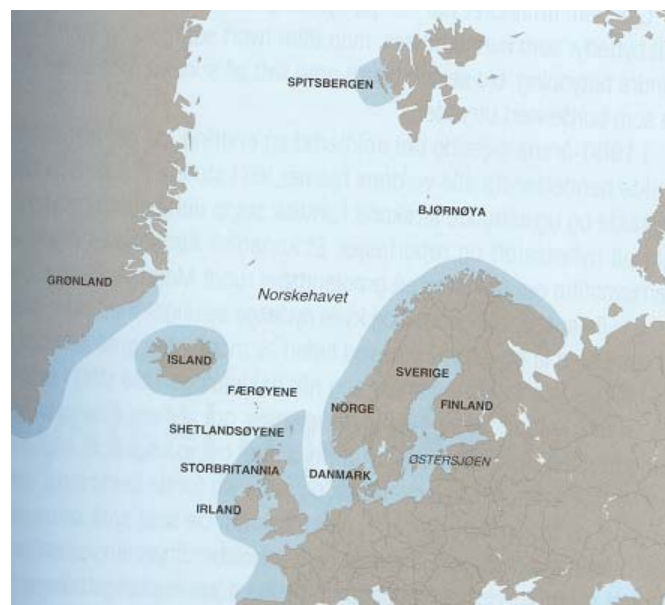 SPITSBERGEN
BJØRNØYA
GRØNLAND
Norskehavet
ISLAND
SVERIGE
FÆRØYENE
NORGE
FINLAND
SHETLANDSØYENE
ØSTERSJØEN
STORBRITANNIA
DANMARK
IRLAND